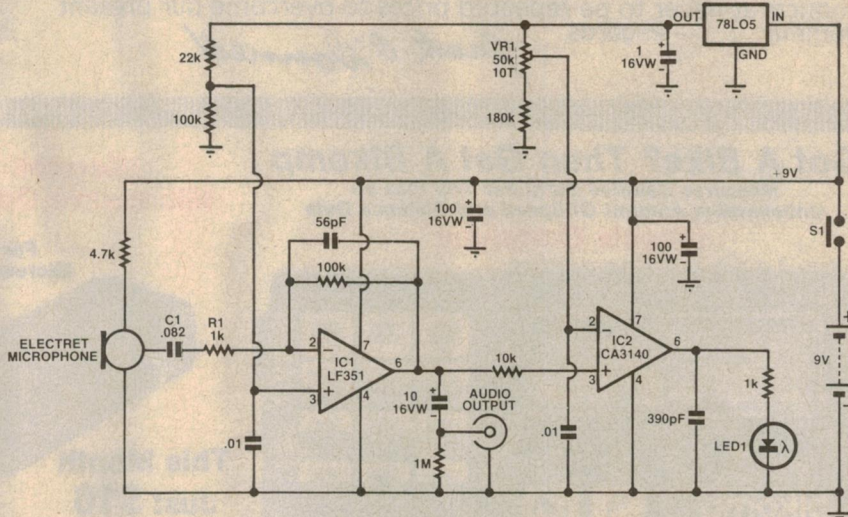 OUT
78L05
IN
GND
22k
100k
VR1
50k
10T
180k
1
16VW
+
−
+9V
100
16VW
+
−
100
16VW
+
−
S1
4.7k
56pF
100k
C1
.082
R1
1k
ELECTRET
MICROPHONE
2
−
7
IC1
LF351
6
+
3
4
.01
10
16VW
+
−
AUDIO
OUTPUT
1M
10k
2
−
7
IC2
CA3140
6
+
3
4
.01
390pF
1k
LED1
λ
+
9V
−